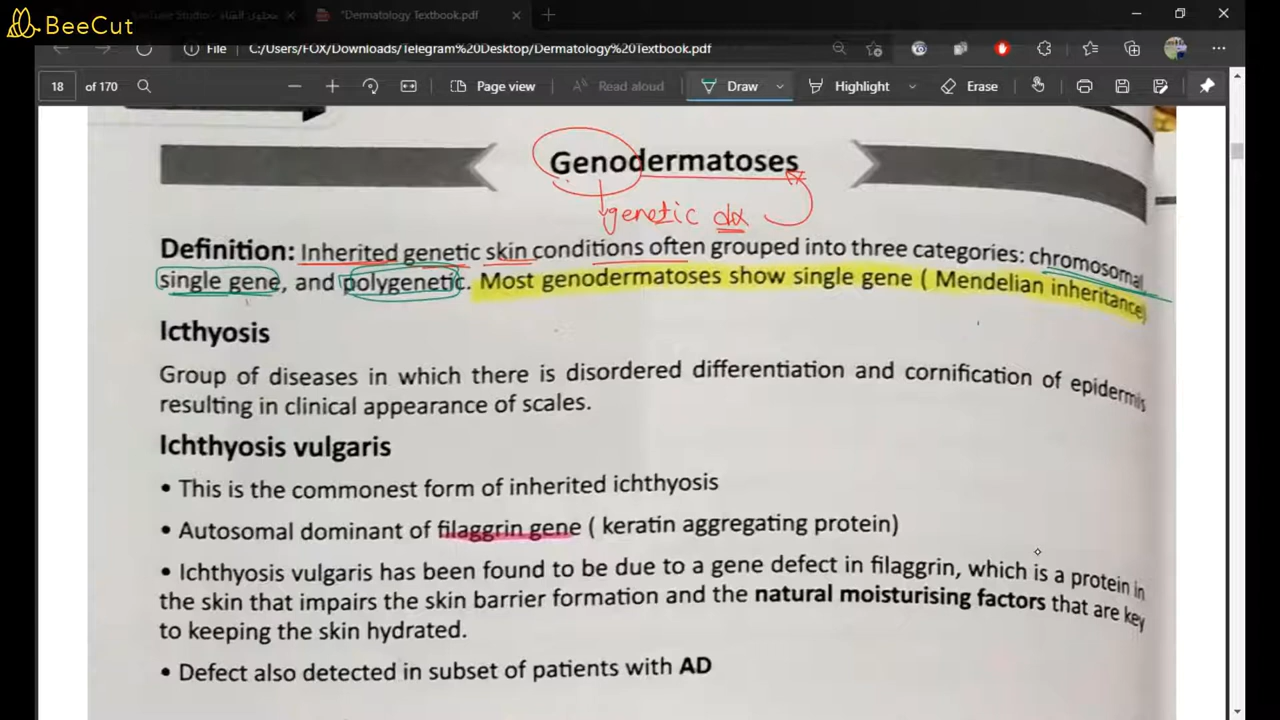 BeeCut
*Dermatology Textbook.pdf
File C:/Users/FOX/Downloads/Telegram%20Desktop/Dermatology%20Textbook.pdf
18 of 170 Page view Read aloud Draw Highlight Erase
Genodermatoses
genetic dx
Definition: Inherited genetic skin conditions often grouped into three categories: chromosomal
single gene, and polygenetic. Most genodermatoses show single gene ( Mendelian inheritance)
Icthyosis
Group of diseases in which there is disordered differentiation and cornification of epidermis
resulting in clinical appearance of scales.
Ichthyosis vulgaris
• This is the commonest form of inherited ichthyosis
• Autosomal dominant of filaggrin gene ( keratin aggregating protein)
• Ichthyosis vulgaris has been found to be due to a gene defect in filaggrin, which is a protein in
the skin that impairs the skin barrier formation and the natural moisturising factors that are key
to keeping the skin hydrated.
• Defect also detected in subset of patients with AD